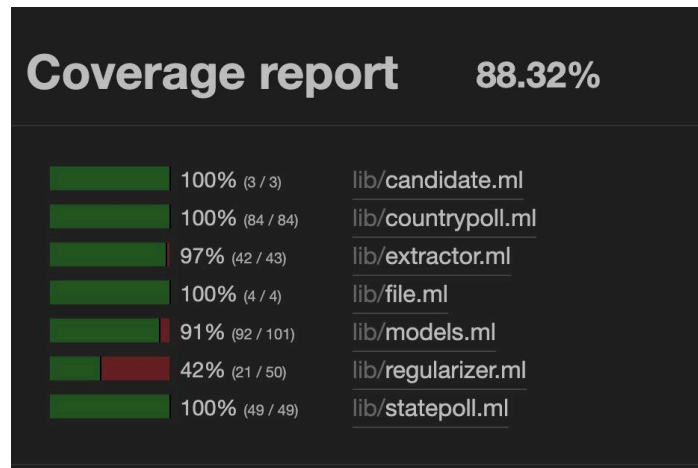 Coverage report 88.32%
100% (3 / 3) lib/candidate.ml
100% (84 / 84) lib/countrypoll.ml
97% (42 / 43) lib/extractor.ml
100% (4 / 4) lib/file.ml
91% (92 / 101) lib/models.ml
42% (21 / 50) lib/regularizer.ml
100% (49 / 49) lib/statepoll.ml